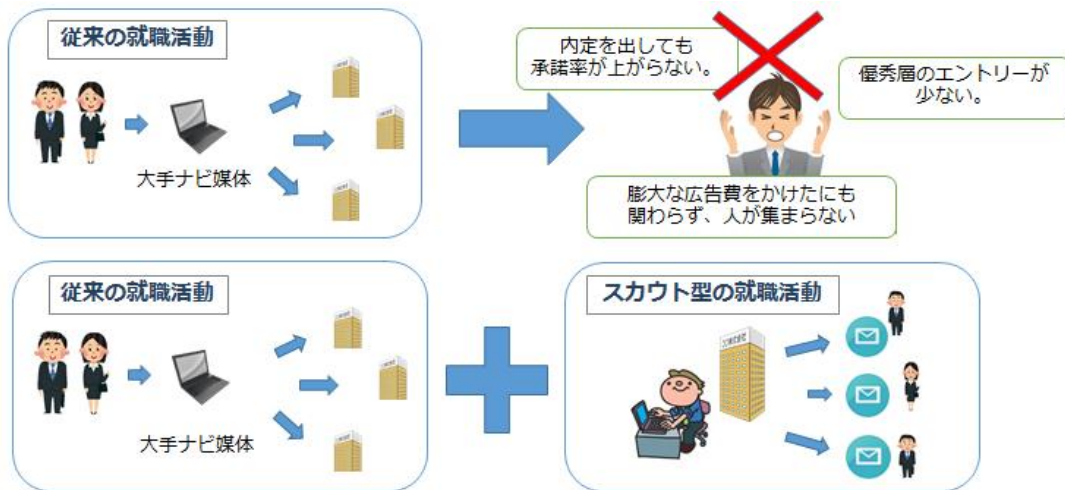 従来の就職活動
大手ナビ媒体
内定を出しても
承諾率が上がらない。
優秀層のエントリーが
少ない。
膨大な広告費をかけたにも
関わらず、人が集まらない
従来の就職活動
大手ナビ媒体
スカウト型の就職活動